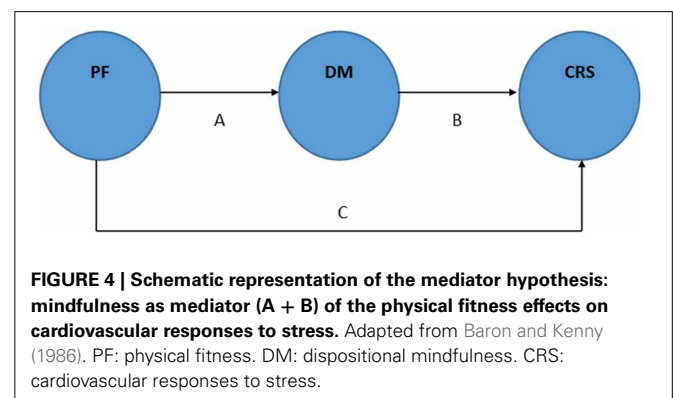 PF
DM
CRS
A
B
C
FIGURE 4 | Schematic representation of the mediator hypothesis:
mindfulness as mediator (A + B) of the physical fitness effects on
cardiovascular responses to stress. Adapted from Baron and Kenny
(1986). PF: physical fitness. DM: dispositional mindfulness. CRS:
cardiovascular responses to stress.